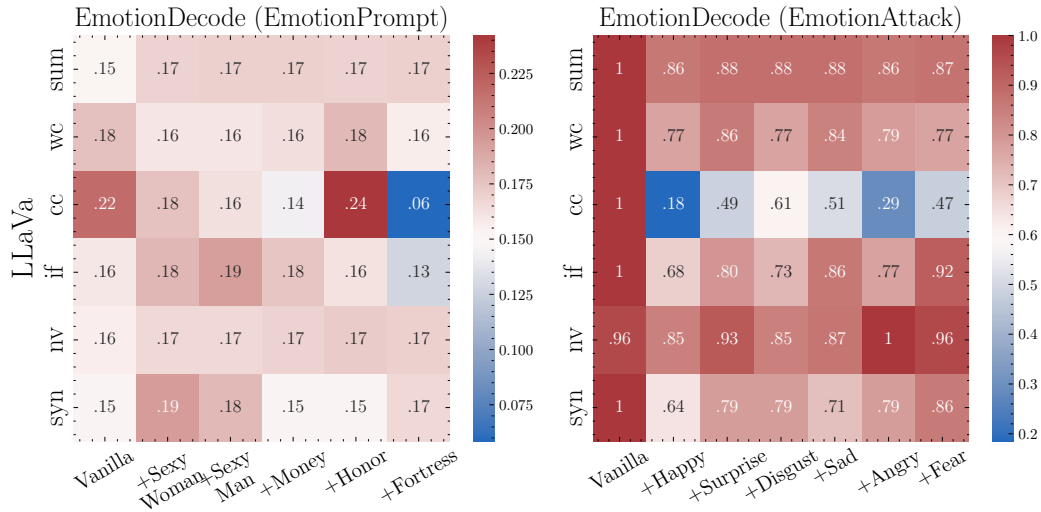 EmotionDecode (EmotionPrompt)
LLaVa
sum .15 .17 .17 .17 .17 .17
wc .18 .16 .16 .16 .18 .16
cc .22 .18 .16 .14 .24 .06
if .16 .18 .19 .18 .16 .13
nv .16 .17 .17 .17 .17 .17
syn .15 .19 .18 .15 .15 .17
Vanilla +Sexy Woman +Sexy Man +Money +Honor +Fortress
0.225
0.200
0.175
0.150
0.125
0.100
0.075
EmotionDecode (EmotionAttack)
sum 1 .86 .88 .88 .88 .86 .87
wc 1 .77 .86 .77 .84 .79 .77
cc 1 .18 .49 .61 .51 .29 .47
if 1 .68 .80 .73 .86 .77 .92
nv .96 .85 .93 .85 .87 1 .96
syn 1 .64 .79 .79 .71 .79 .86
Vanilla +Happy +Surprise +Disgust +Sad +Angry +Fear
1.0
0.9
0.8
0.7
0.6
0.5
0.4
0.3
0.2